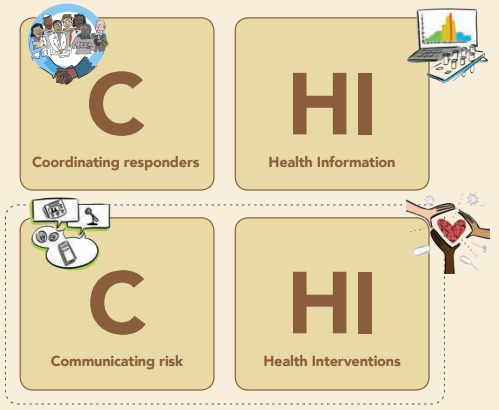 C
Coordinating responders
HI
Health Information
C
Communicating risk
HI
Health Interventions